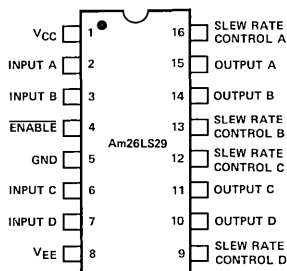 VCC 1 16 SLEW RATE
CONTROL A
INPUT A 2 15 OUTPUT A
INPUT B 3 14 OUTPUT B
ENABLE 4 13 SLEW RATE
CONTROL B
Am26LS29
GND 5 12 SLEW RATE
CONTROL C
INPUT C 6 11 OUTPUT C
INPUT D 7 10 OUTPUT D
VEE 8 9 SLEW RATE
CONTROL D